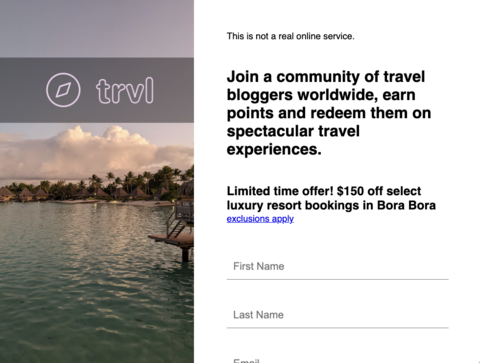 This is not a real online service.
trvl
Join a community of travel
bloggers worldwide, earn
points and redeem them on
spectacular travel
experiences.
Limited time offer! $150 off select
luxury resort bookings in Bora Bora
exclusions apply
First Name
Last Name
Email